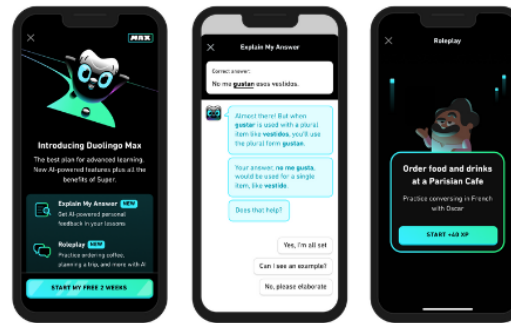 MAX
Introducing Duolingo Max
The best plan for advanced learning.
New AI-powered features plus all the
benefits of Super.
Explain My Answer NEW
Get AI-powered personal
feedback in your lessons
Roleplay NEW
Practice ordering coffee,
planning a trip, and more with AI
START MY FREE 2 WEEKS
Explain My Answer
Correct answer:
No me gustan esos vestidos.
Almost there! But when
gustar is used with a plural
item like vestidos, you'll use
the plural form gustan.
Your answer, no me gusta,
would be used for a single
item, like vestido.
Does that help?
Yes, I'm all set
Can I see an example?
No, please elaborate
Roleplay
Order food and drinks
at a Parisian Cafe
Practice conversing in French
with Oscar
START +40 XP